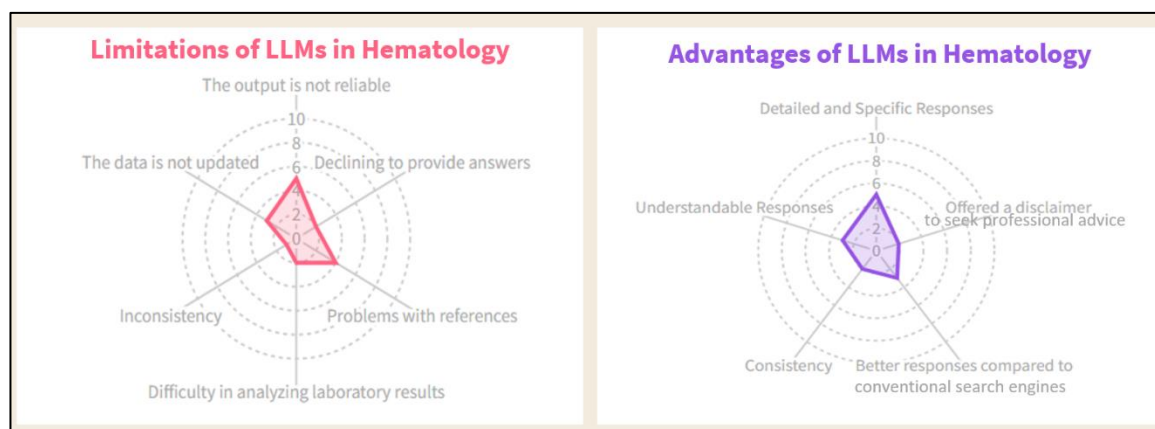 Limitations of LLMs in Hematology
The output is not reliable
10
8
The data is not updated
6
Declining to provide answers
4
2
0
Inconsistency
Problems with references
Difficulty in analyzing laboratory results
Advantages of LLMs in Hematology
Detailed and Specific Responses
10
8
6
4
Understandable Responses
Offered a disclaimer
to seek professional advice
2
0
Consistency
Better responses compared to
conventional search engines